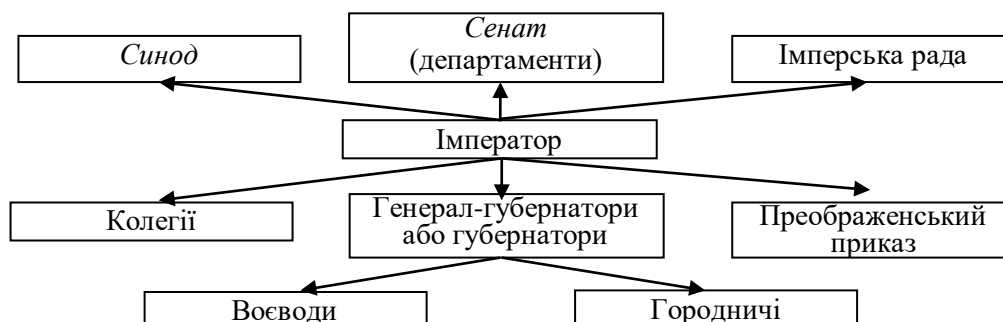 Синод
Сенат
(департаменти)
Імперська рада
Імператор
Колегії
Генерал-губернатори
або губернатори
Преображенський
приказ
Воєводи
Городничі